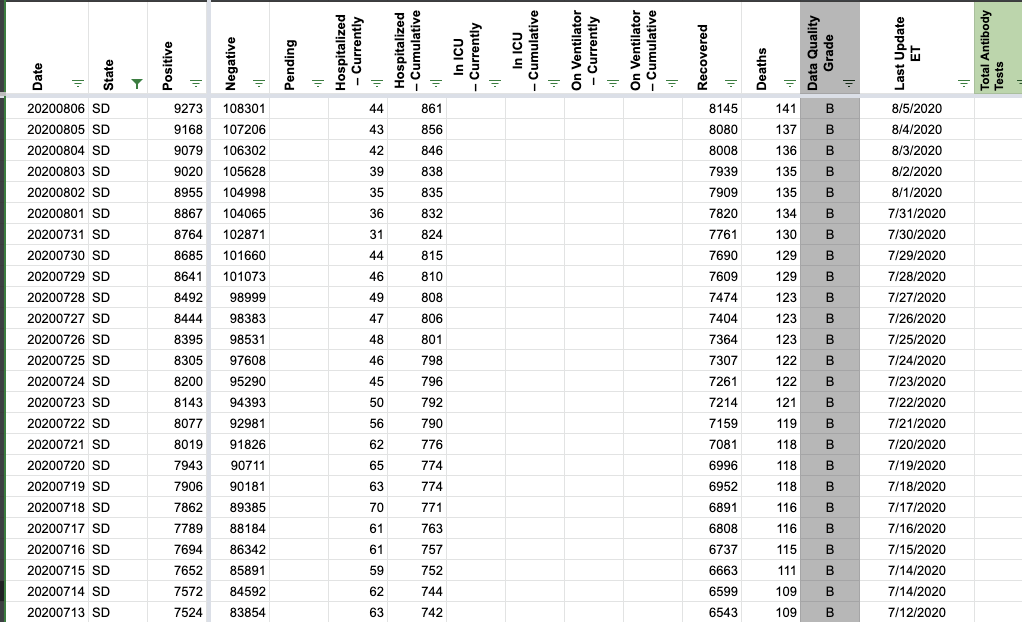 Date State Positive Negative Pending Hospitalized – Currently Hospitalized – Cumulative In ICU – Currently In ICU – Cumulative On Ventilator – Currently On Ventilator – Cumulative Recovered Deaths Data Quality Grade Last Update ET Total Antibody Tests
20200806 SD 9273 108301 44 861 8145 141 B 8/5/2020
20200805 SD 9168 107206 43 856 8080 137 B 8/4/2020
20200804 SD 9079 106302 42 846 8008 136 B 8/3/2020
20200803 SD 9020 105628 39 838 7939 135 B 8/2/2020
20200802 SD 8955 104998 35 835 7909 135 B 8/1/2020
20200801 SD 8867 104065 36 832 7820 134 B 7/31/2020
20200731 SD 8764 102871 31 824 7761 130 B 7/30/2020
20200730 SD 8685 101660 44 815 7690 129 B 7/29/2020
20200729 SD 8641 101073 46 810 7609 129 B 7/28/2020
20200728 SD 8492 98999 49 808 7474 123 B 7/27/2020
20200727 SD 8444 98383 47 806 7404 123 B 7/26/2020
20200726 SD 8395 98531 48 801 7364 123 B 7/25/2020
20200725 SD 8305 97608 46 798 7307 122 B 7/24/2020
20200724 SD 8200 95290 45 796 7261 122 B 7/23/2020
20200723 SD 8143 94393 50 792 7214 121 B 7/22/2020
20200722 SD 8077 92981 56 790 7159 119 B 7/21/2020
20200721 SD 8019 91826 62 776 7081 118 B 7/20/2020
20200720 SD 7943 90711 65 774 6996 118 B 7/19/2020
20200719 SD 7906 90181 63 774 6952 118 B 7/18/2020
20200718 SD 7862 89385 70 771 6891 116 B 7/17/2020
20200717 SD 7789 88184 61 763 6808 116 B 7/16/2020
20200716 SD 7694 86342 61 757 6737 115 B 7/15/2020
20200715 SD 7652 85891 59 752 6663 111 B 7/14/2020
20200714 SD 7572 84592 62 744 6599 109 B 7/14/2020
20200713 SD 7524 83854 63 742 6543 109 B 7/12/2020